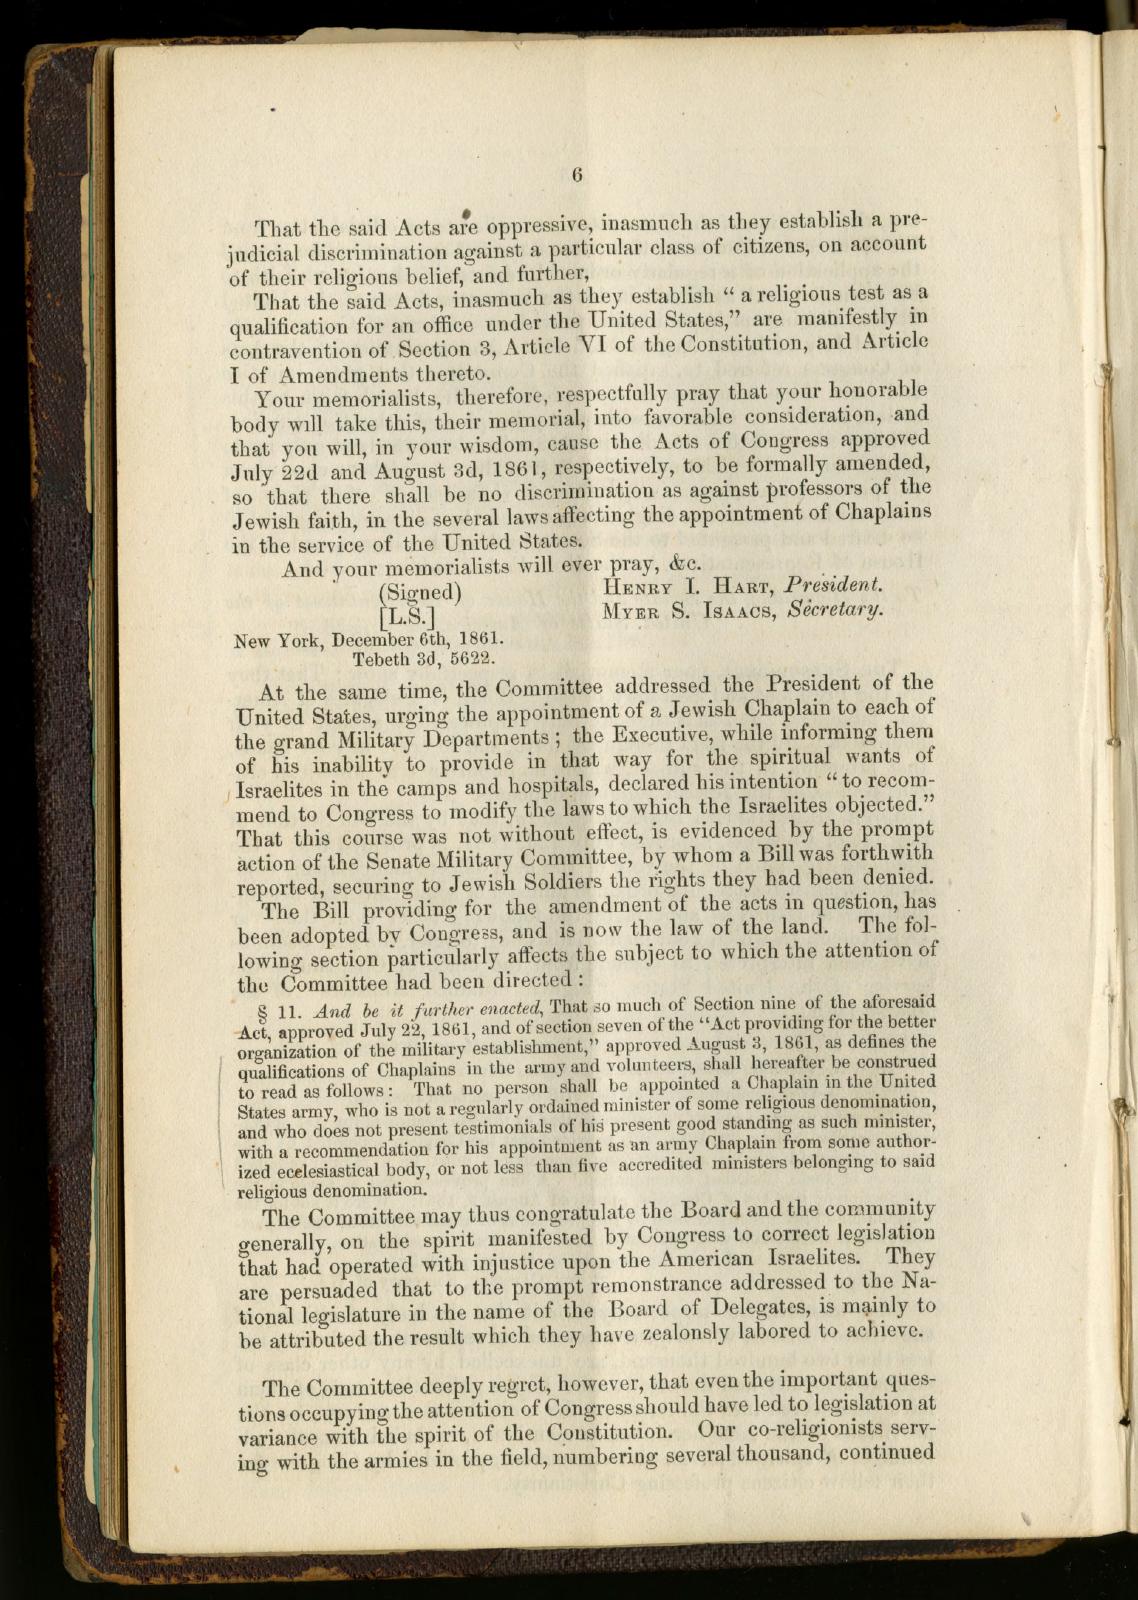 6
That the said Acts are oppressive, inasmuch as they establish a pre-
judicial discrimination against a particular class of citizens, on account
of their religious belief, and further,
That the said Acts, inasmuch as they establish “ a religious test as a
qualification for an office under the United States,” are manifestly in
contravention of Section 3, Article VI of the Constitution, and Article
I of Amendments thereto.
Your memorialists, therefore, respectfully pray that your honorable
body will take this, their memorial, into favorable consideration, and
that you will, in your wisdom, cause the Acts of Congress approved
July 22d and August 3d, 1861, respectively, to be formally amended,
so that there shall be no discrimination as against professors of the
Jewish faith, in the several laws affecting the appointment of Chaplains
in the service of the United States.
And your memorialists will ever pray, &c.
(Signed) HENRY I. HART, President.
[L.S.] MYER S. ISAACS, Secretary.
New York, December 6th, 1861.
Tebeth 3d, 5622.
At the same time, the Committee addressed the President of the
United States, urging the appointment of a Jewish Chaplain to each of
the grand Military Departments ; the Executive, while informing them
of his inability to provide in that way for the spiritual wants of
Israelites in the camps and hospitals, declared his intention “ to recom-
mend to Congress to modify the laws to which the Israelites objected.”
That this course was not without effect, is evidenced by the prompt
action of the Senate Military Committee, by whom a Bill was forthwith
reported, securing to Jewish Soldiers the rights they had been denied.
The Bill providing for the amendment of the acts in question, has
been adopted by Congress, and is now the law of the land. The fol-
lowing section particularly affects the subject to which the attention of
the Committee had been directed :
§ 11. And be it further enacted, That so much of Section nine of the aforesaid
Act, approved July 22, 1861, and of section seven of the “Act providing for the better
organization of the military establishment,” approved August 3, 1861, as defines the
qualifications of Chaplains in the army and volunteers, shall hereafter be construed
to read as follows : That no person shall be appointed a Chaplain in the United
States army, who is not a regularly ordained minister of some religious denomination,
and who does not present testimonials of his present good standing as such minister,
with a recommendation for his appointment as an army Chaplain from some author-
ized ecclesiastical body, or not less than five accredited ministers belonging to said
religious denomination.
The Committee may thus congratulate the Board and the community
generally, on the spirit manifested by Congress to correct legislation
that had operated with injustice upon the American Israelites. They
are persuaded that to the prompt remonstrance addressed to the Na-
tional legislature in the name of the Board of Delegates, is mainly to
be attributed the result which they have zealonsly labored to achieve.
The Committee deeply regret, however, that even the important ques-
tions occupying the attention of Congress should have led to legislation at
variance with the spirit of the Constitution. Our co-religionists serv-
ing with the armies in the field, numbering several thousand, continued